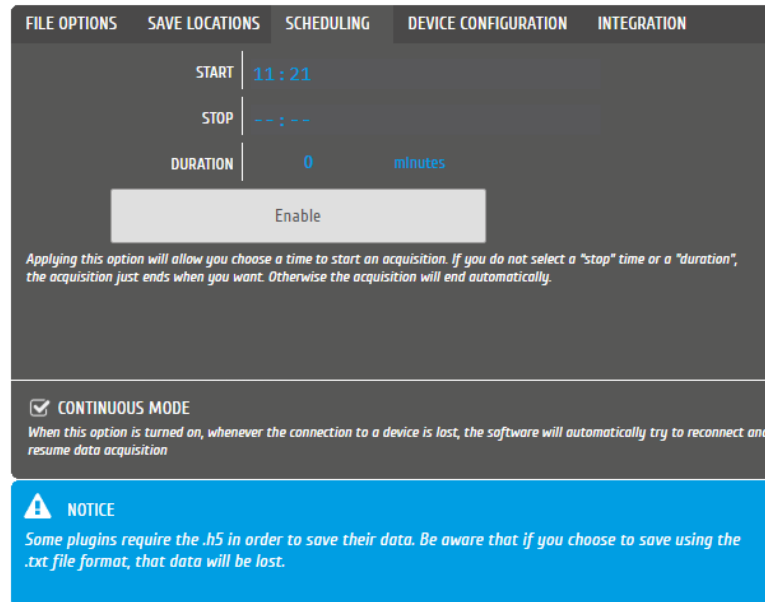 FILE OPTIONS SAVE LOCATIONS SCHEDULING DEVICE CONFIGURATION INTEGRATION
START 11:21
STOP --:--
DURATION 0 minutes
Enable
Applying this option will allow you choose a time to start an acquisition. If you do not select a "stop" time or a "duration",
the acquisition just ends when you want. Otherwise the acquisition will end automatically.
CONTINUOUS MODE
When this option is turned on, whenever the connection to a device is lost, the software will automatically try to reconnect and
resume data acquisition
NOTICE
Some plugins require the .h5 in order to save their data. Be aware that if you choose to save using the
.txt file format, that data will be lost.